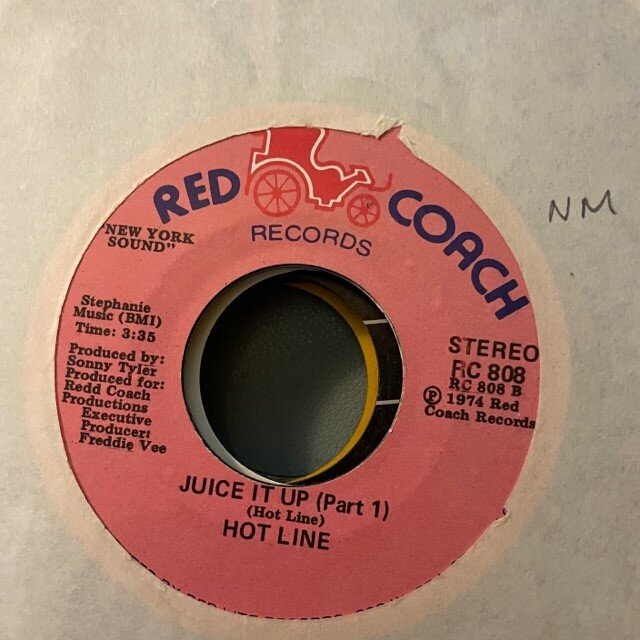 RED COACH
RECORDS
"NEW YORK
SOUND"
NM
Stephanie
Music (BMI)
Time: 3:35
Produced by:
Sonny Tyler
Produced for:
Redd Coach
Productions
Executive
Producer:
Freddie Vee
STEREO
RC 808
RC 808 B
Ⓟ 1974 Red
Coach Records
JUICE IT UP (Part 1)
(Hot Line)
HOT LINE